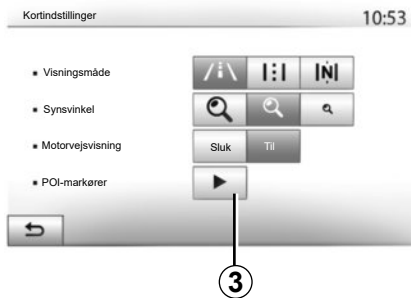 Kortindstillinger 10:53
Visningsmåde N
Synsvinkel
Motorvejsvisning Sluk Til
POI-markører
3